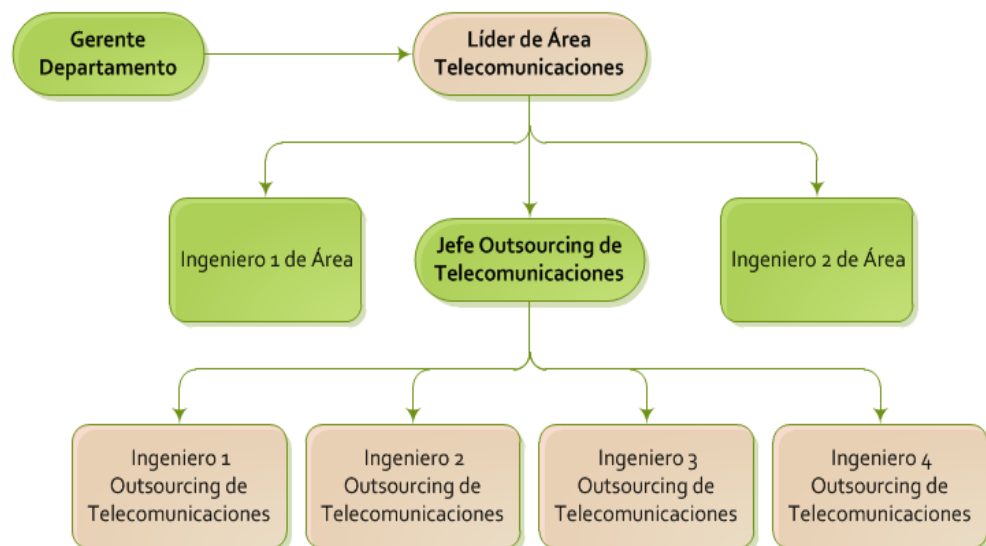 Gerente
Departamento
Líder de Área
Telecomunicaciones
Ingeniero 1 de Área
Jefe Outsourcing de
Telecomunicaciones
Ingeniero 2 de Área
Ingeniero 1
Outsourcing de
Telecomunicaciones
Ingeniero 2
Outsourcing de
Telecomunicaciones
Ingeniero 3
Outsourcing de
Telecomunicaciones
Ingeniero 4
Outsourcing de
Telecomunicaciones